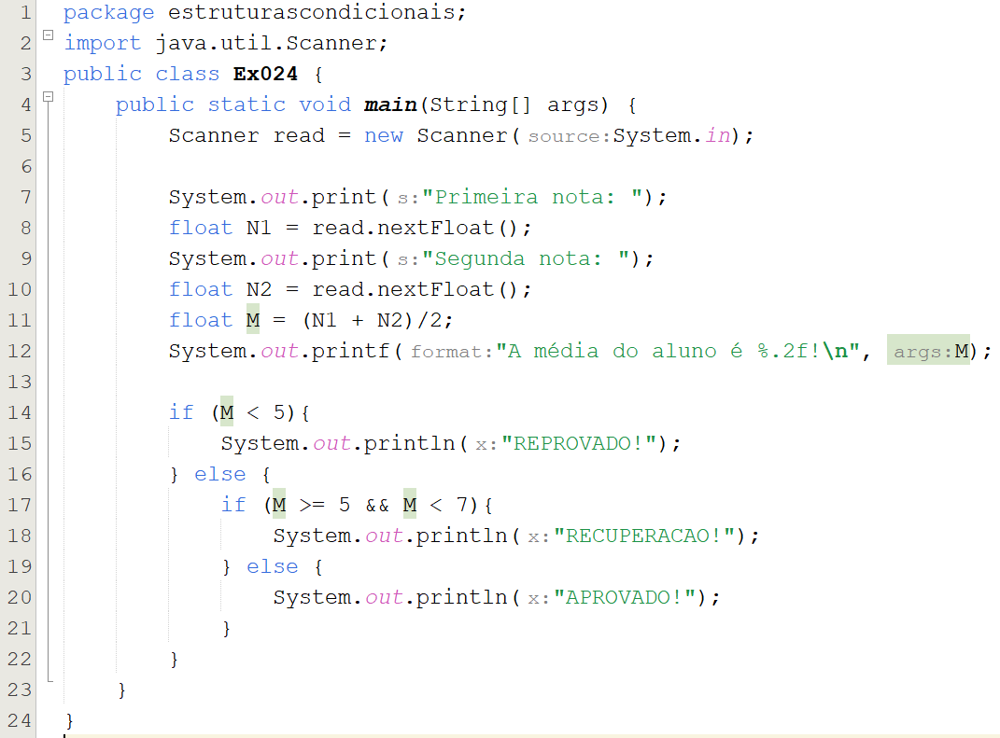 1 package estruturascondicionais;
2 import java.util.Scanner;
3 public class Ex024 {
4     public static void main(String[] args) {
5         Scanner read = new Scanner( source:System.in);
6
7         System.out.print( s:"Primeira nota: ");
8         float N1 = read.nextFloat();
9         System.out.print( s:"Segunda nota: ");
10         float N2 = read.nextFloat();
11         float M = (N1 + N2)/2;
12         System.out.printf( format:"A média do aluno é %.2f!\n", args:M);
13
14         if (M < 5){
15             System.out.println( x:"REPROVADO!");
16         } else {
17             if (M >= 5 && M < 7){
18                 System.out.println( x:"RECUPERACAO!");
19             } else {
20                 System.out.println( x:"APROVADO!");
21             }
22         }
23     }
24 }